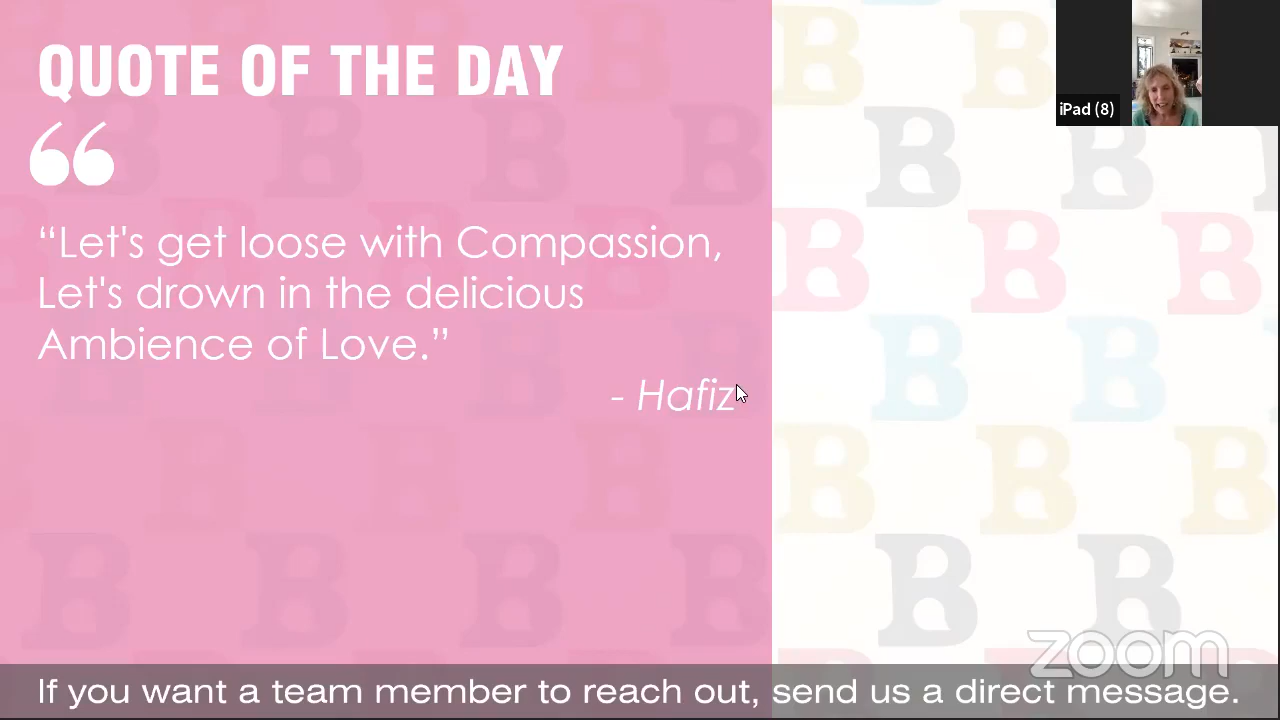 QUOTE OF THE DAY
“
“Let's get loose with Compassion,
Let's drown in the delicious
Ambience of Love.”
- Hafiz
iPad (8)
zoom
If you want a team member to reach out, send us a direct message.